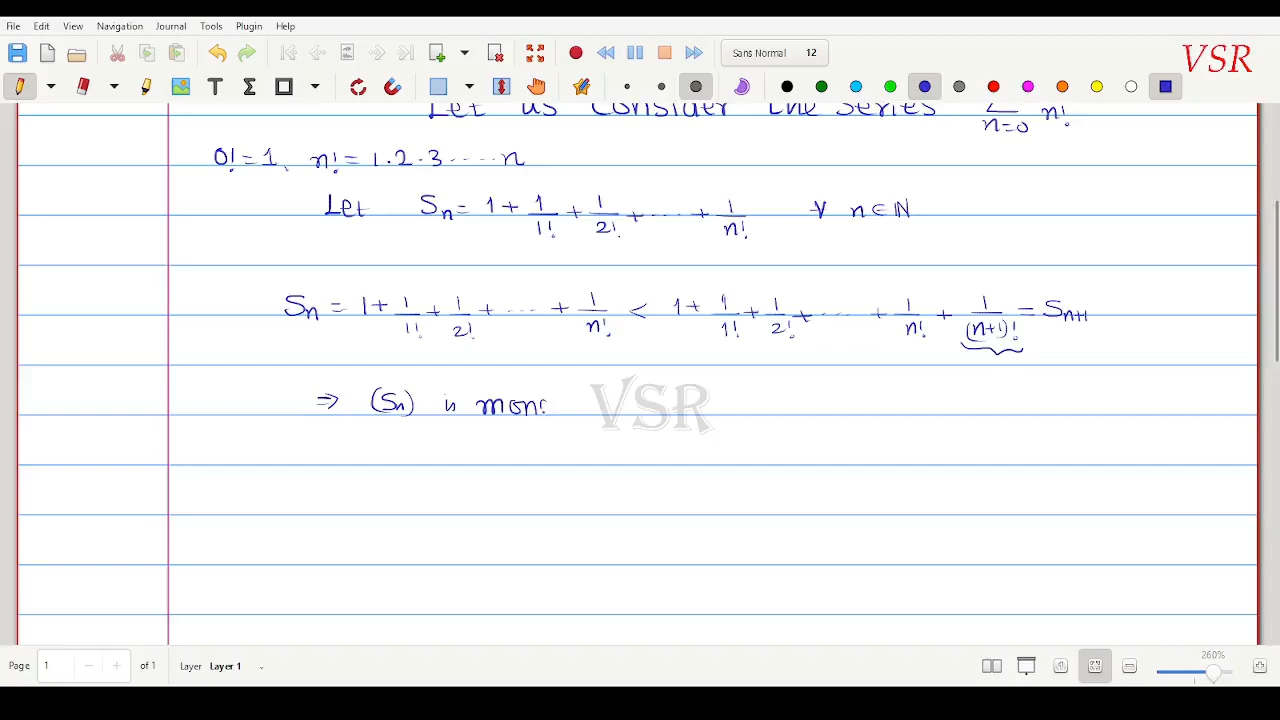 File Edit View Navigation Journal Tools Plugin Help
Sans Normal 12
VSR
Let us Consider the series ∑ n=0 n!
0! = 1, n! = 1·2·3·····n
Let Sn = 1 + 1/1! + 1/2! + ····· + 1/n! ∀ n ∈ ℕ
Sn = 1 + 1/1! + 1/2! + ····· + 1/n! < 1 + 1/1! + 1/2! + ····· + 1/n! + 1/(n+1)! = Sn+1
⇒ (Sn) is mon
VSR
Page 1 of 1 Layer Layer 1 260%